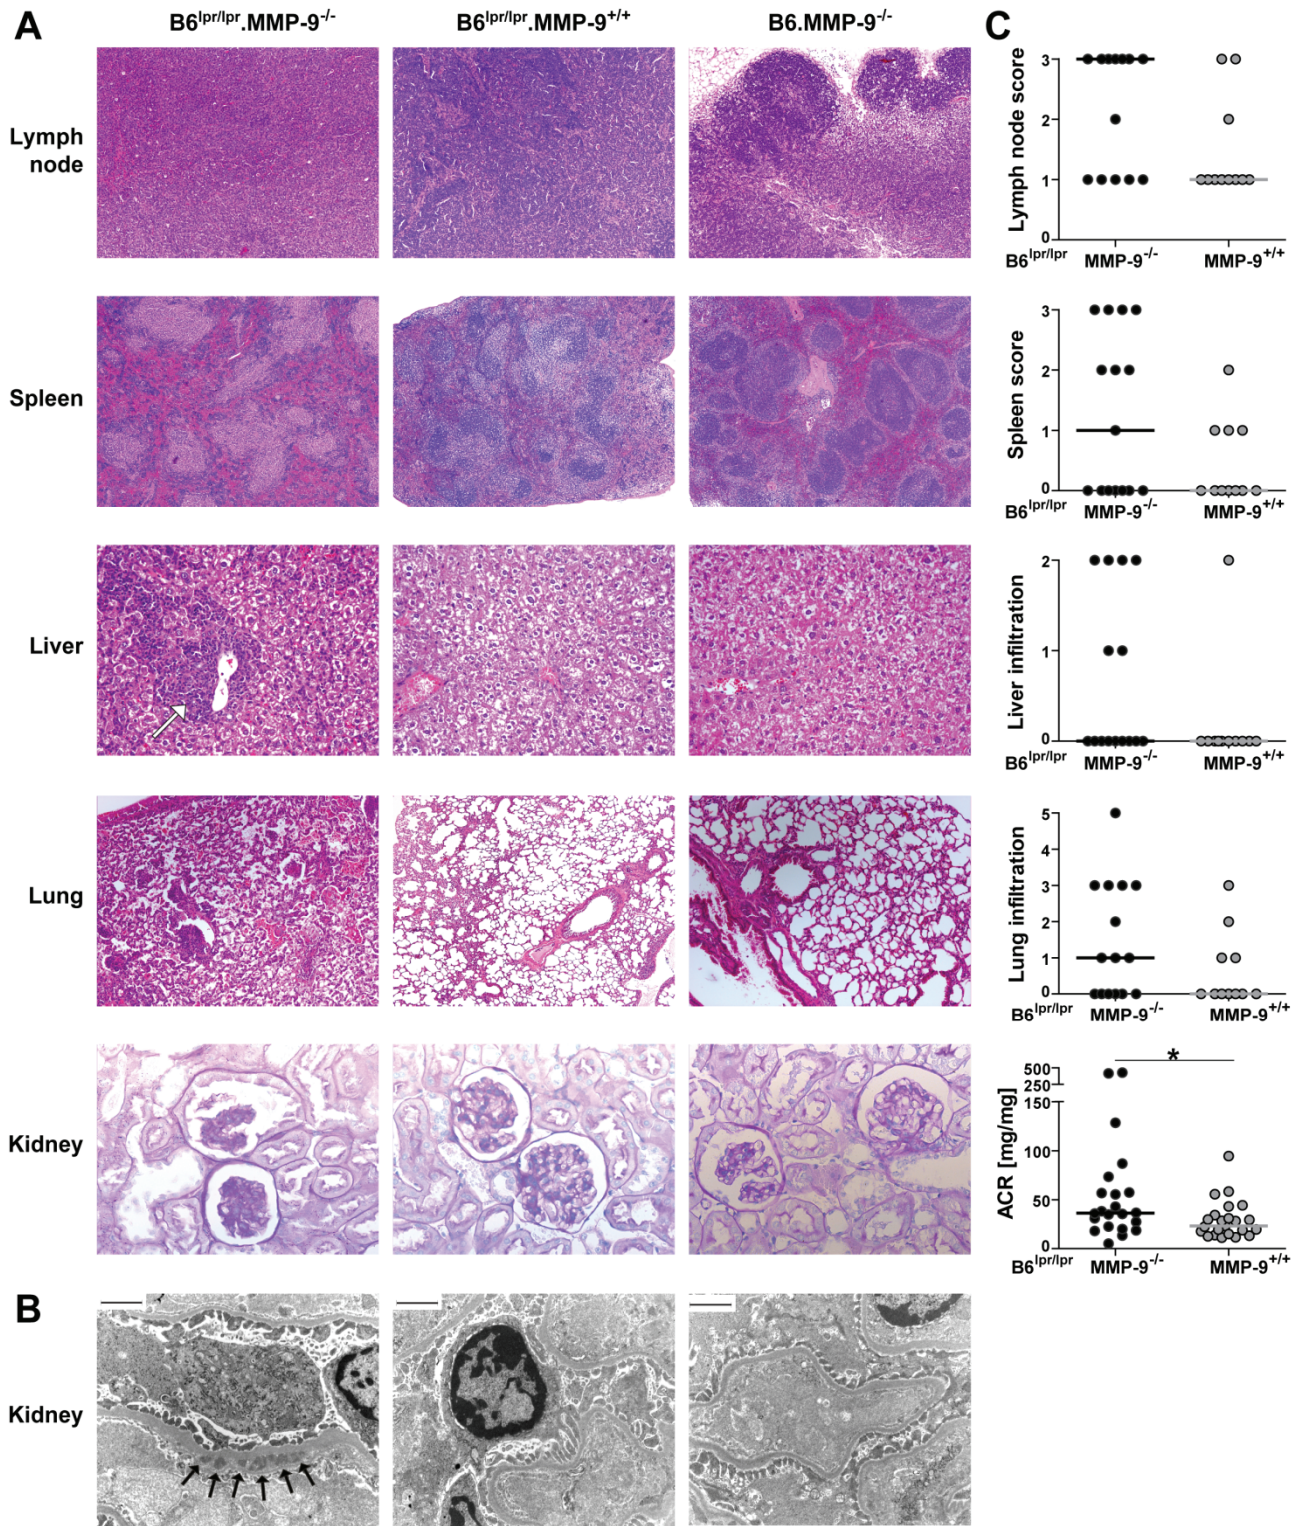 A
B6lpr/lpr.MMP-9-/-
B6lpr/lpr.MMP-9+/+
B6.MMP-9-/-
Lymph
node
Spleen
Liver
Lung
Kidney
B
Kidney
C
Lymph node score
3
2
1
0
B6lpr/lpr
MMP-9-/-
MMP-9+/+
Spleen score
3
2
1
0
B6lpr/lpr
MMP-9-/-
MMP-9+/+
Liver infiltration
2
1
0
B6lpr/lpr
MMP-9-/-
MMP-9+/+
Lung infiltration
5
4
3
2
1
0
B6lpr/lpr
MMP-9-/-
MMP-9+/+
ACR [mg/mg]
*
500
250
150
100
50
0
B6lpr/lpr
MMP-9-/-
MMP-9+/+